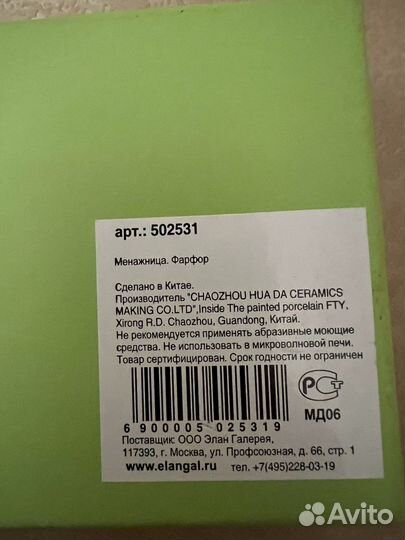 арт.: 502531
Менажница. Фарфор
Сделано в Китае.
Производитель "CHAOZHOU HUA DA CERAMICS
MAKING CO.LTD",Inside The painted porcelain FTY,
Xirong R.D. Chaozhou, Guandong, Китай.
Не рекомендуется применять абразивные моющие
средства. Не использовать в микроволновой печи.
Товар сертифицирован. Срок годности не ограничен
РСТ
МД06
6 900005 025319
Поставщик: ООО Элан Галерея,
117393, г. Москва, ул. Профсоюзная, д. 66, стр. 1
www.elangal.ru тел. +7(495)228-03-19
Avito